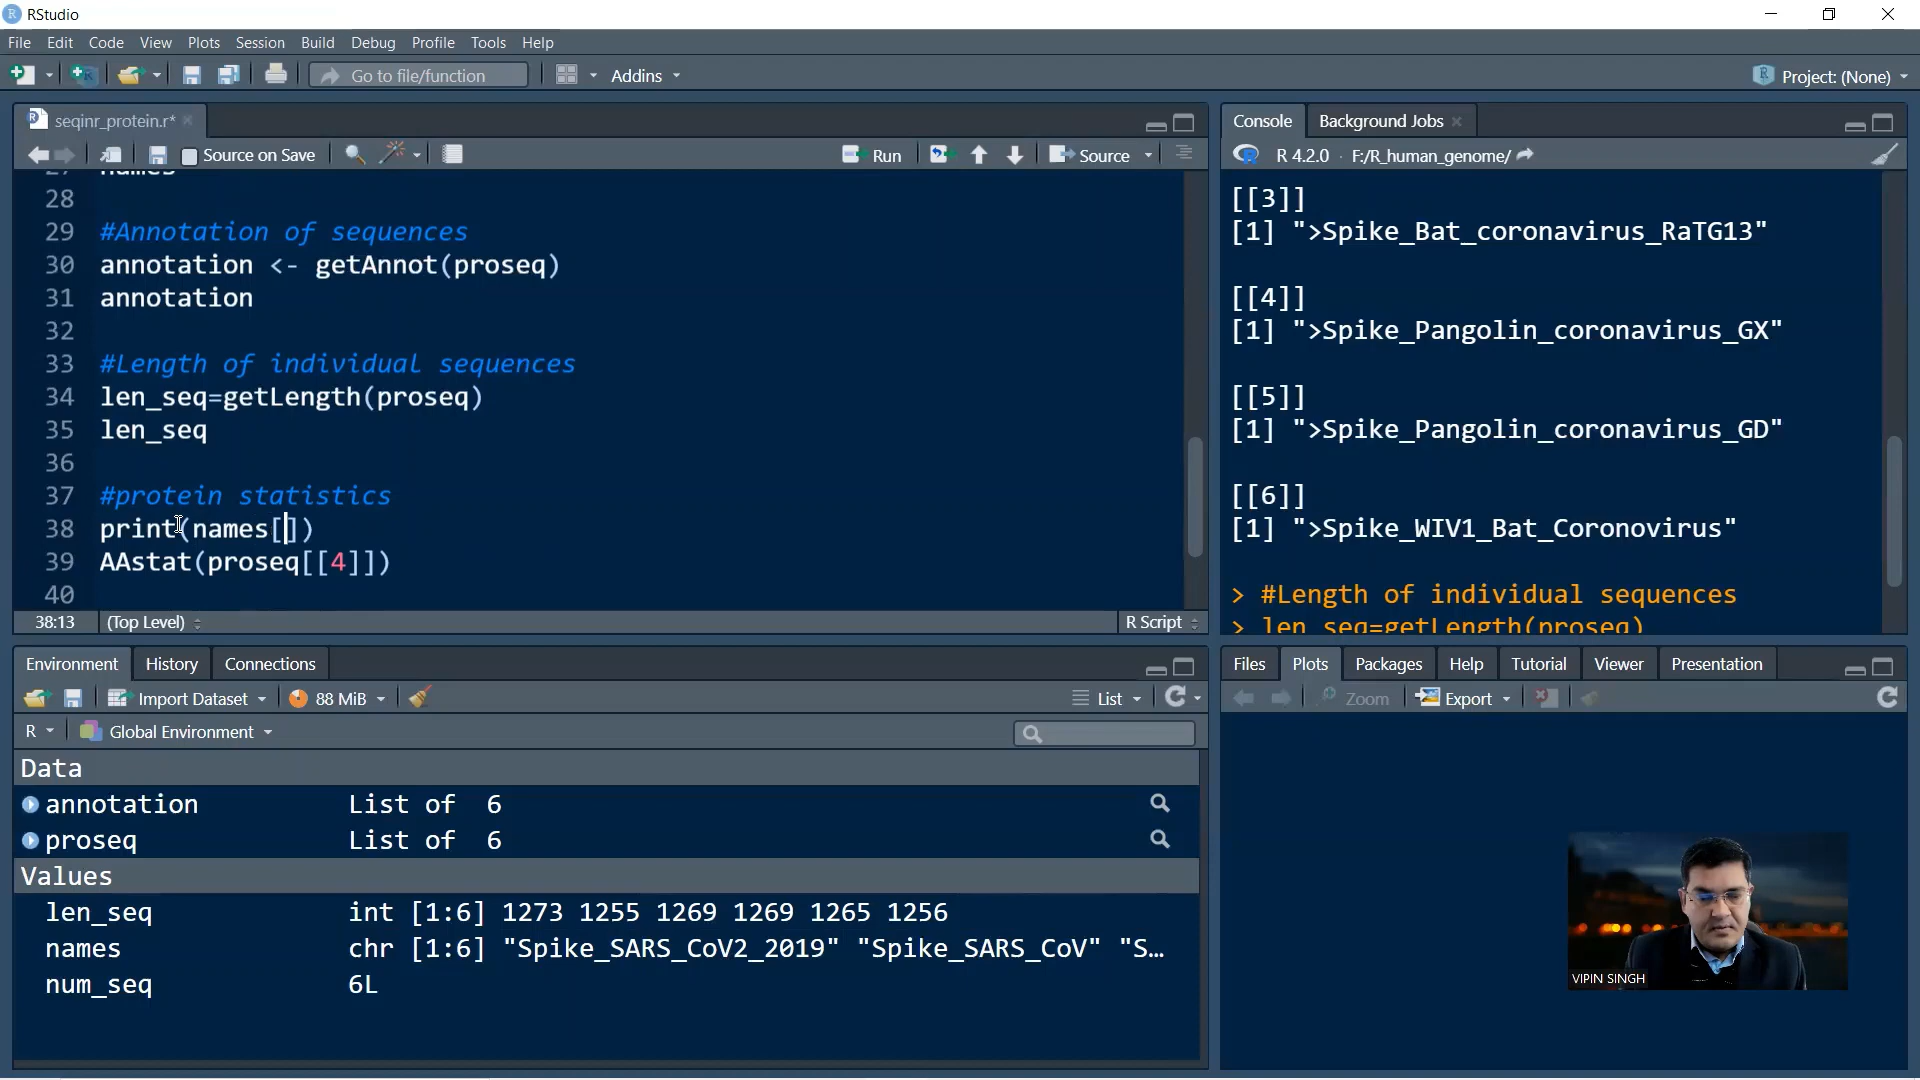 RStudio
File Edit Code View Plots Session Build Debug Profile Tools Help
Go to file/function Addins Project: (None)
seqinr_protein.r*
Source on Save Run Source
names
28
29 #Annotation of sequences
30 annotation <- getAnnot(proseq)
31 annotation
32
33 #Length of individual sequences
34 len_seq=getLength(proseq)
35 len_seq
36
37 #protein statistics
38 print(names[])
39 AAstat(proseq[[4]])
40
38:13 (Top Level) R Script
Console Background Jobs
R 4.2.0 · F:/R_human_genome/
[[3]]
[1] ">Spike_Bat_coronavirus_RaTG13"
[[4]]
[1] ">Spike_Pangolin_coronavirus_GX"
[[5]]
[1] ">Spike_Pangolin_coronavirus_GD"
[[6]]
[1] ">Spike_WIV1_Bat_Coronovirus"
> #Length of individual sequences
> len_seq=getLength(proseq)
Environment History Connections
Import Dataset 88 MiB List
R Global Environment
Data
annotation List of 6
proseq List of 6
Values
len_seq int [1:6] 1273 1255 1269 1269 1265 1256
names chr [1:6] "Spike_SARS_CoV2_2019" "Spike_SARS_CoV" "S…
num_seq 6L
Files Plots Packages Help Tutorial Viewer Presentation
Zoom Export
VIPIN SINGH